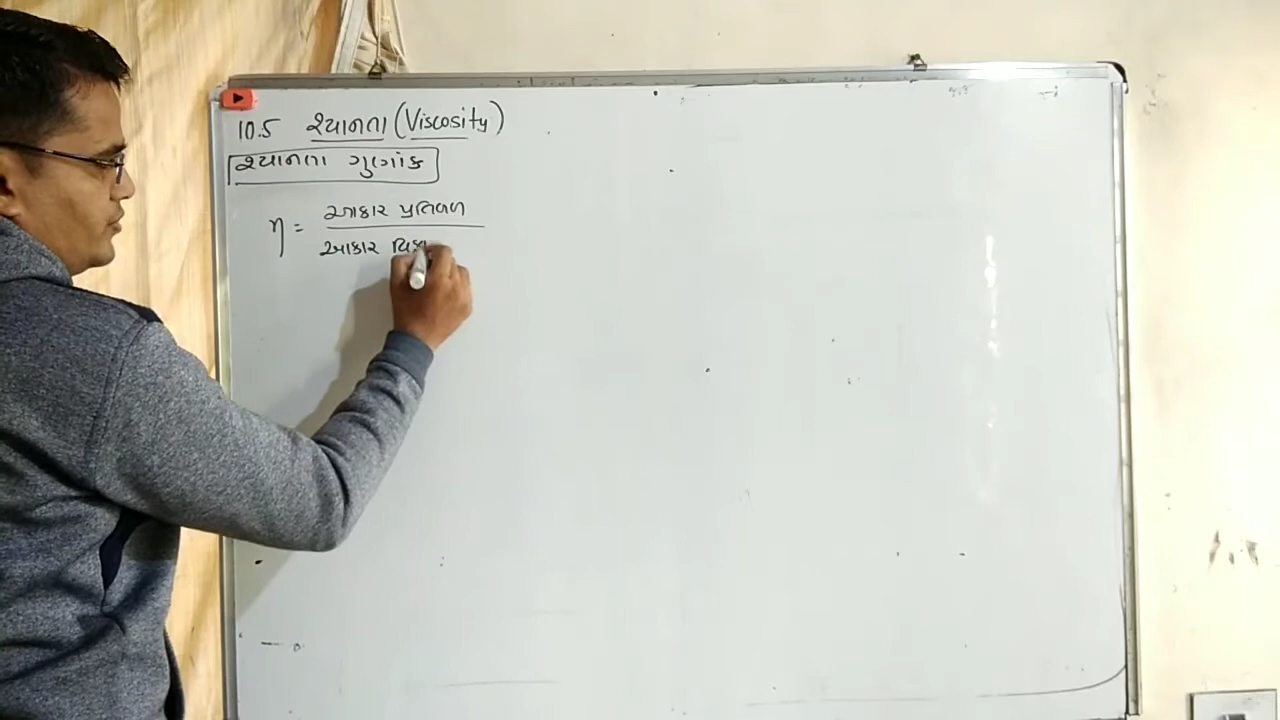 10.5 શ્યાનતા (Viscosity)
શ્યાનતા ગુણાંક
η = આકાર પ્રતિબળ
આકાર